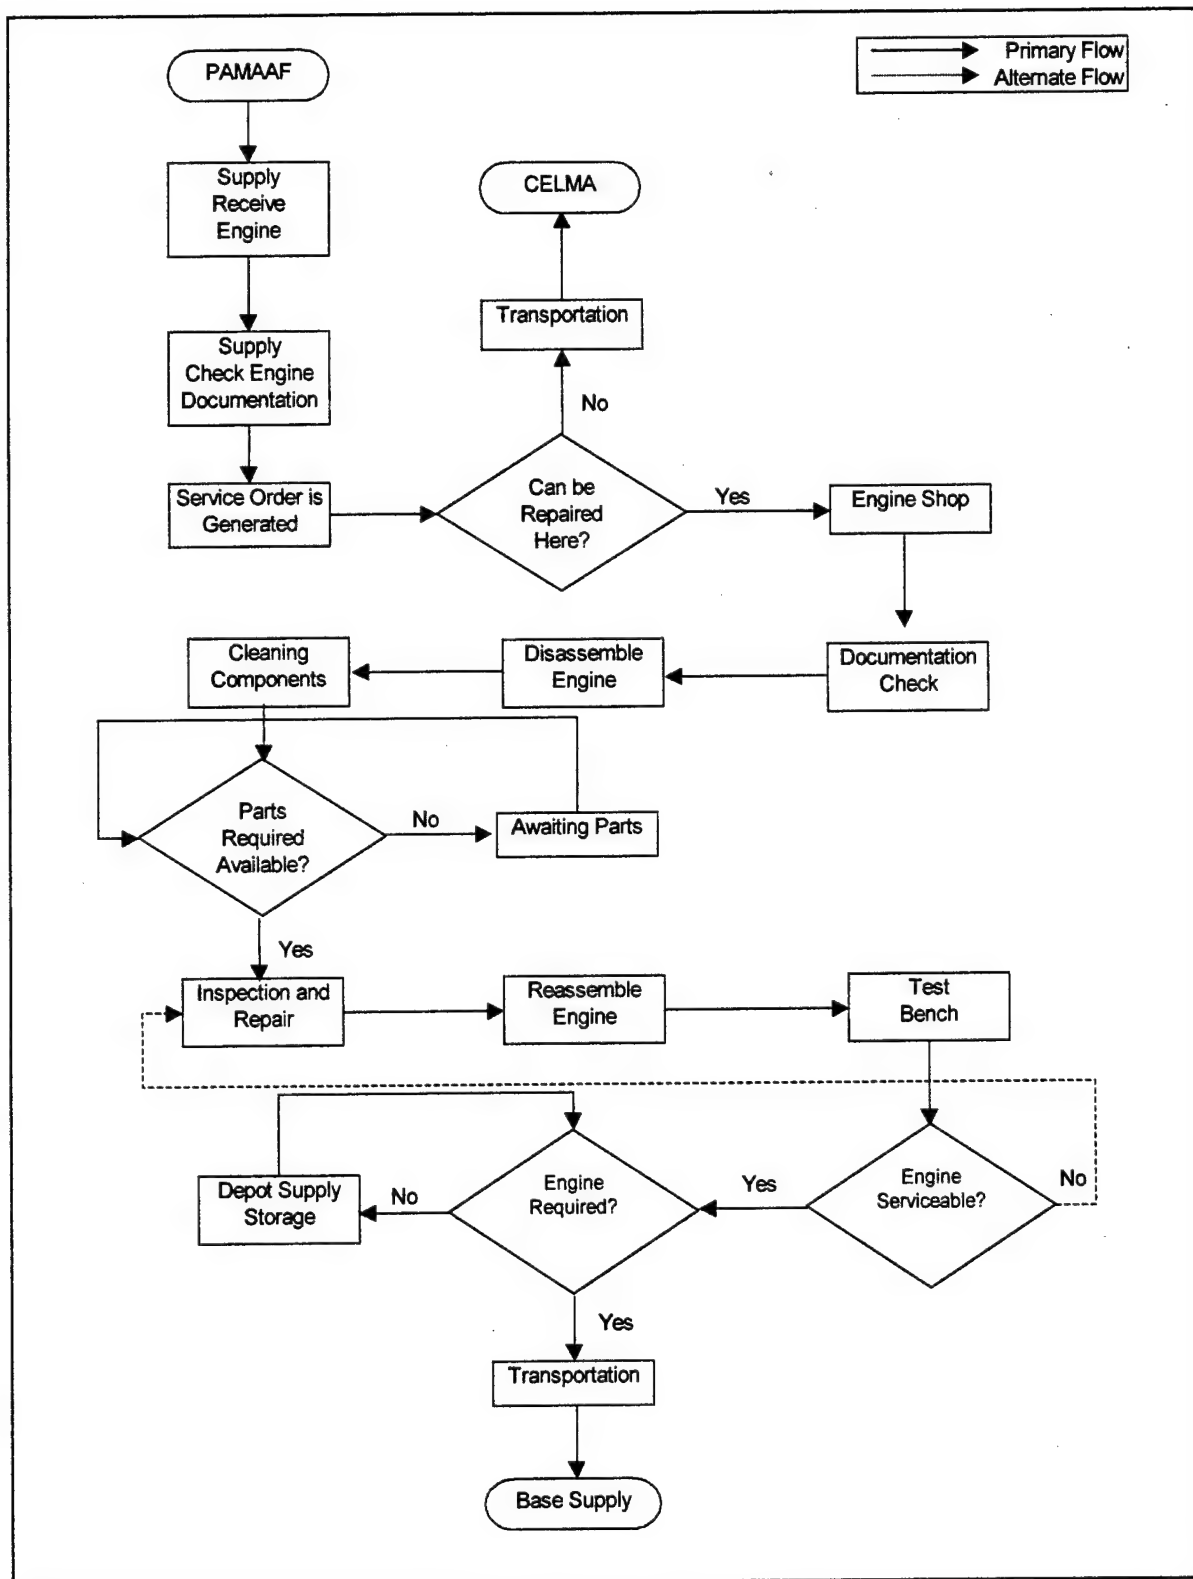 PAMAAF
Primary Flow
Alternate Flow
Supply
Receive
Engine
CELMA
Transportation
Supply
Check Engine
Documentation
No
Service Order is
Generated
Can be
Repaired
Here?
Yes
Engine Shop
Cleaning
Components
Disassemble
Engine
Documentation
Check
Parts
Required
Available?
No
Awaiting Parts
Yes
Inspection and
Repair
Reassemble
Engine
Test
Bench
Depot Supply
Storage
No
Engine
Required?
Yes
Engine
Serviceable?
No
Yes
Transportation
Base Supply